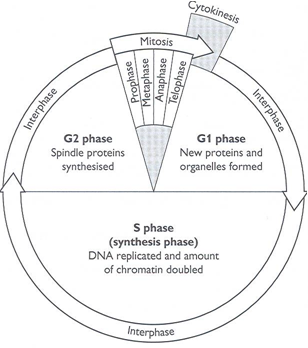 Cytokinesis
Mitosis
Prophase
Metaphase
Anaphase
Telophase
Interphase
Interphase
G2 phase
Spindle proteins
synthesised
G1 phase
New proteins and
organelles formed
S phase
(synthesis phase)
DNA replicated and amount
of chromatin doubled
Interphase